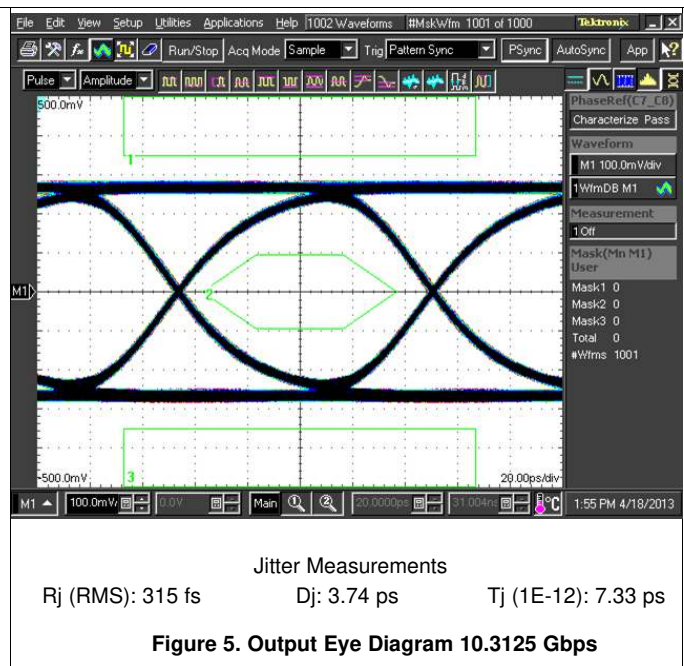 File Edit View Setup Utilities Applications Help 1002 Waveforms #MskWfm 1001 of 1000 Tektronix
Run/Stop Acq Mode Sample Trig Pattern Sync PSync AutoSync App
Pulse Amplitude
500.0mV
PhaseRef(C7_C8)
Characterize Pass
Waveform
M1 100.0mV/div
1 WfmDB M1
Measurement
1 Off
Mask(Mn M1)
User
Mask1 0
Mask2 0
Mask3 0
Total 0
#Wfms 1001
1
M1
2
3
-500.0mV
20.00ps/div
M1 100.0mV/ 0.0V Main 1 2 20.0000ps 31.004ns °C 1:55 PM 4/18/2013
Jitter Measurements
Rj (RMS): 315 fs Dj: 3.74 ps Tj (1E-12): 7.33 ps
Figure 5. Output Eye Diagram 10.3125 Gbps